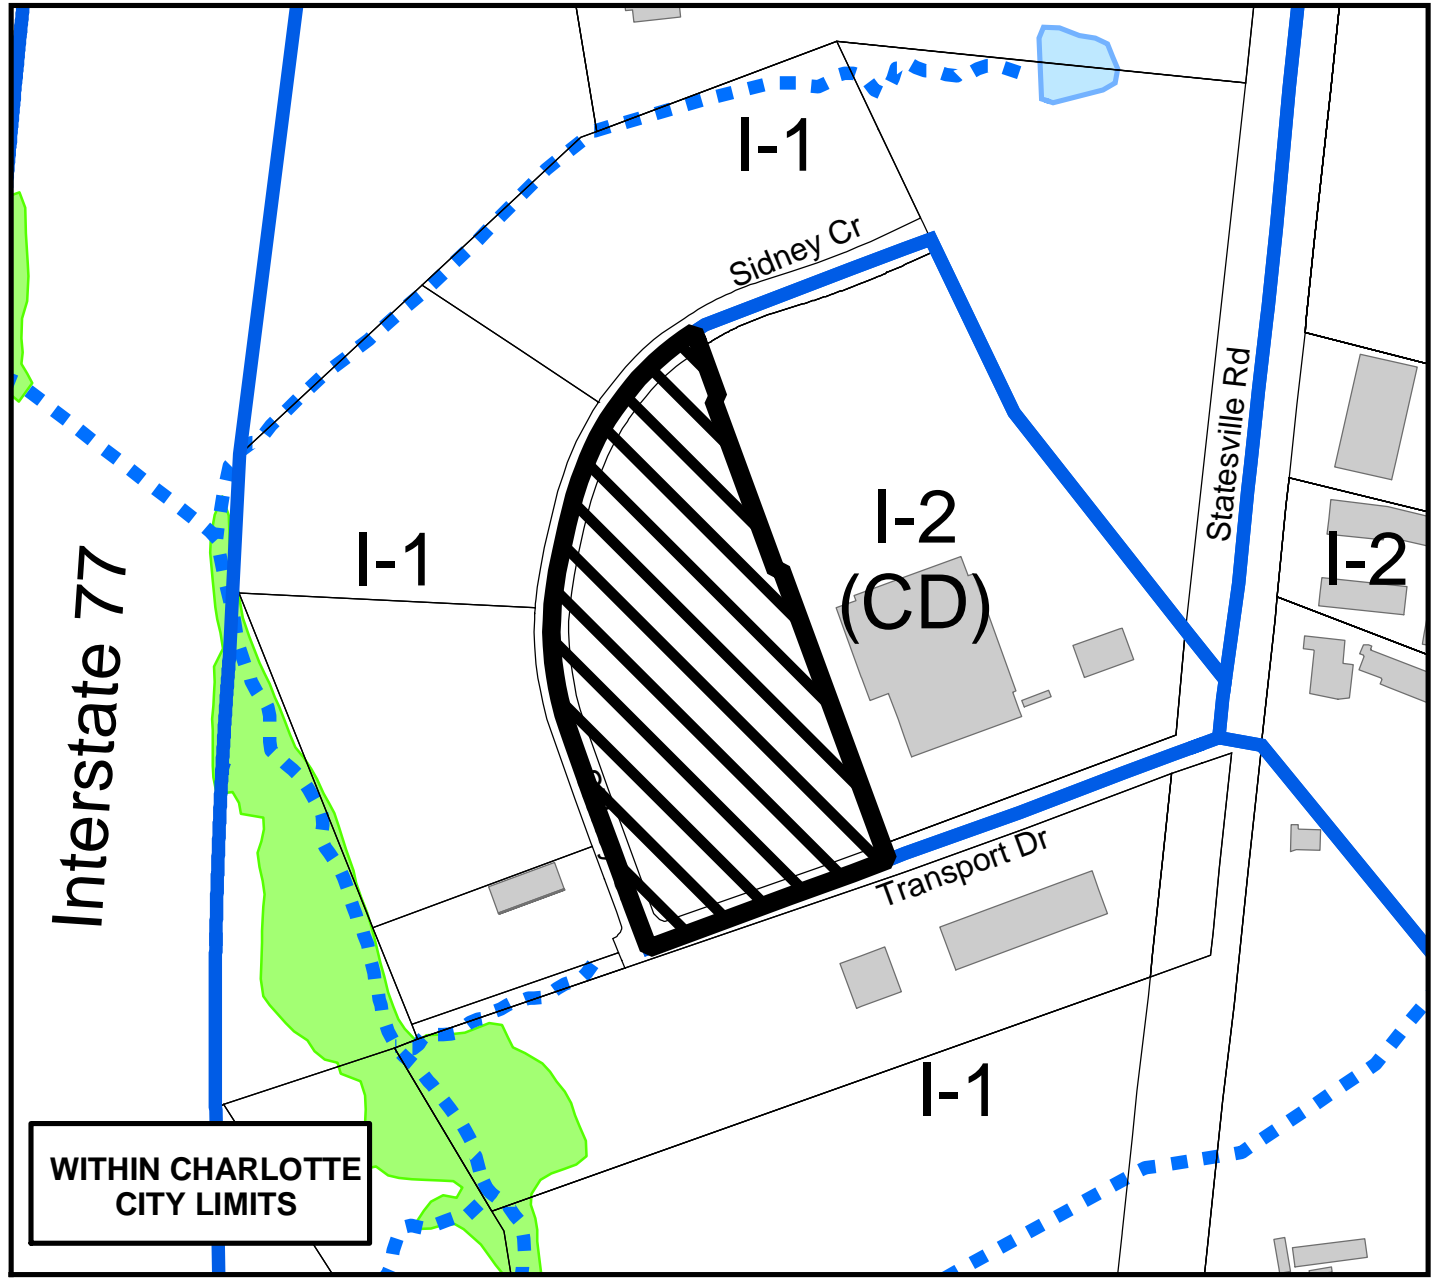 I-1
Sidney Cr
Statesville Rd
I-2
(CD)
I-2
I-1
Interstate 77
Transport Dr
I-1
WITHIN CHARLOTTE
CITY LIMITS